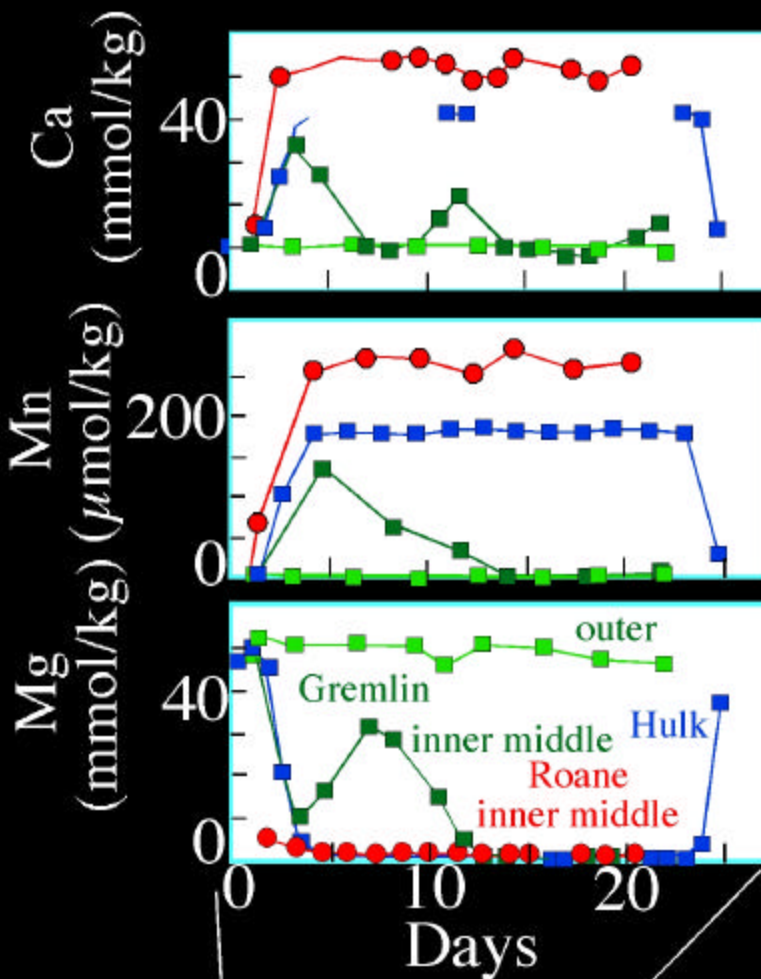 Ca
(mmol/kg)
40
0
Mn
(μmol/kg)
200
0
Mg
(mmol/kg)
40
0
outer
Gremlin
inner middle
Hulk
Roane
inner middle
0 10 20
Days